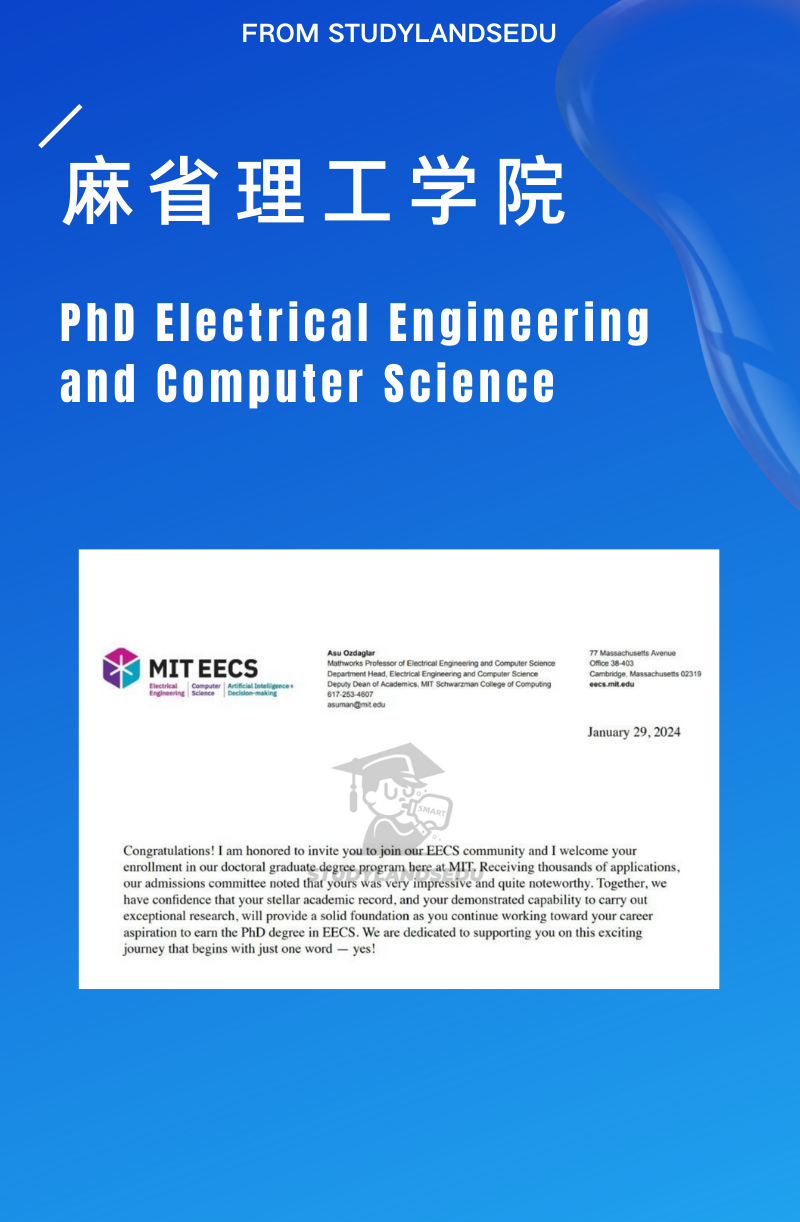 FROM STUDYLANDSEDU
麻省理工学院
PhD Electrical Engineering
and Computer Science
MIT EECS
Electrical Engineering | Computer Science | Artificial Intelligence + Decision-making
Asu Ozdaglar
Mathworks Professor of Electrical Engineering and Computer Science
Department Head, Electrical Engineering and Computer Science
Deputy Dean of Academics, MIT Schwarzman College of Computing
617-253-4607
asuman@mit.edu
77 Massachusetts Avenue
Office 38-403
Cambridge, Massachusetts 02319
eecs.mit.edu
January 29, 2024
SMART
STUDYLANDSEDU
Congratulations! I am honored to invite you to join our EECS community and I welcome your
enrollment in our doctoral graduate degree program here at MIT. Receiving thousands of applications,
our admissions committee noted that yours was very impressive and quite noteworthy. Together, we
have confidence that your stellar academic record, and your demonstrated capability to carry out
exceptional research, will provide a solid foundation as you continue working toward your career
aspiration to earn the PhD degree in EECS. We are dedicated to supporting you on this exciting
journey that begins with just one word — yes!